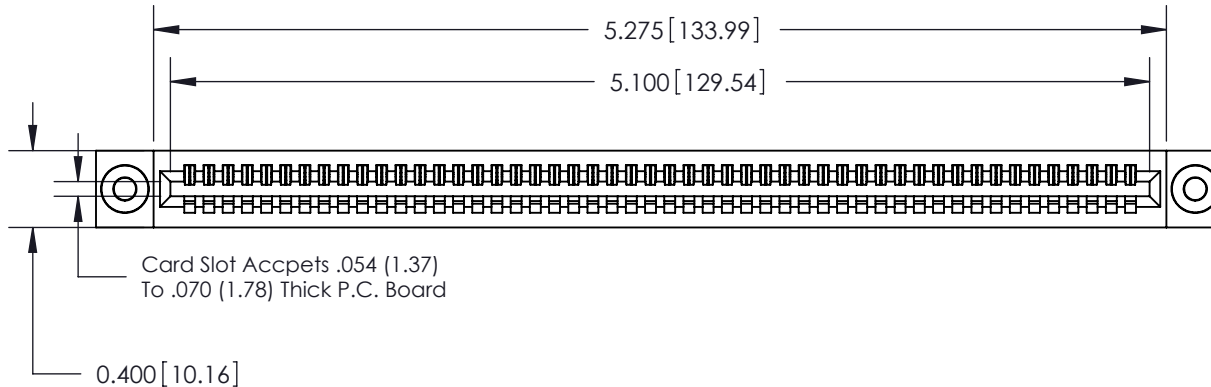 5.275 [133.99]
5.100 [129.54]
Card Slot Accpets .054 (1.37)
To .070 (1.78) Thick P.C. Board
0.400 [10.16]